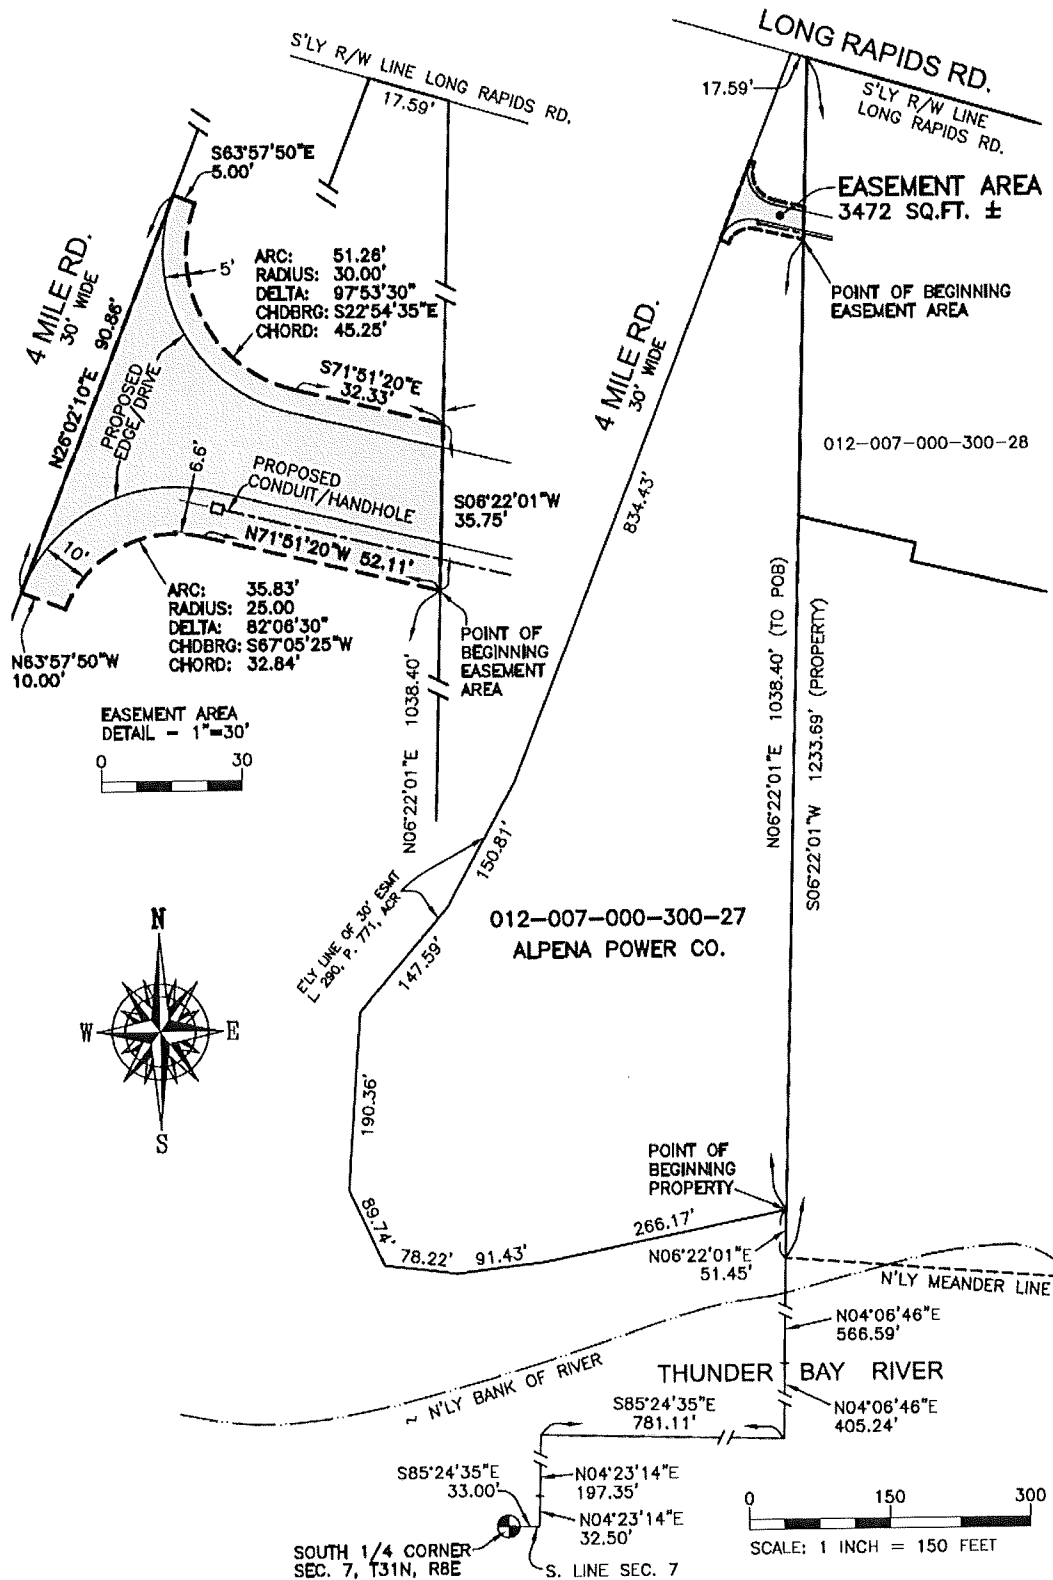 S'LY R/W LINE LONG RAPIDS RD.
17.59'
S63°57'50"E
5.00'
4 MILE RD.
30' WIDE
N26°02'10"E 90.86'
5'
ARC: 51.26'
RADIUS: 30.00'
DELTA: 97°53'30"
CHDBRG: S22°54'35"E
CHORD: 45.25'
S71°51'20"E
32.33'
PROPOSED
EDGE/DRIVE
6.6'
PROPOSED
CONDUIT/HANDHOLE
S06°22'01"W
35.75'
N71°51'20"W 52.11'
10'
ARC: 35.83'
RADIUS: 25.00
DELTA: 82°06'30"
CHDBRG: S67°05'25"W
CHORD: 32.84'
N63°57'50"W
10.00'
POINT OF
BEGINNING
EASEMENT
AREA
N06°22'01"E 1038.40'
EASEMENT AREA
DETAIL - 1"=30'
0 30
LONG RAPIDS RD.
17.59'
S'LY R/W LINE
LONG RAPIDS RD.
EASEMENT AREA
3472 SQ.FT. ±
POINT OF BEGINNING
EASEMENT AREA
4 MILE RD.
30' WIDE
834.43'
012-007-000-300-28
N06°22'01"E 1038.40' (TO POB)
S06°22'01"W 1233.69' (PROPERTY)
150.81'
E'LY LINE OF 30' ESMT
L. 290, P. 771, ACR
147.59'
012-007-000-300-27
ALPENA POWER CO.
N
W E
S
190.36'
89.74'
78.22'
91.43'
266.17'
POINT OF
BEGINNING
PROPERTY
N06°22'01"E
51.45'
N'LY MEANDER LINE
N04°06'46"E
566.59'
THUNDER BAY RIVER
~ N'LY BANK OF RIVER
N04°06'46"E
405.24'
S85°24'35"E
781.11'
S85°24'35"E
33.00'
N04°23'14"E
197.35'
N04°23'14"E
32.50'
SOUTH 1/4 CORNER
SEC. 7, T31N, R8E
S. LINE SEC. 7
0 150 300
SCALE: 1 INCH = 150 FEET